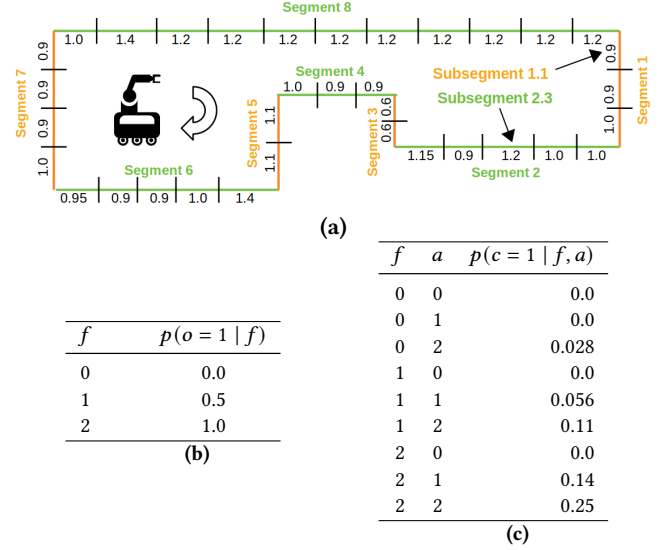 Segment 8
1.0 1.4 1.2 1.2 1.2 1.2 1.2 1.2 1.2 1.2 1.2 1.2
Segment 7
0.9
0.9
0.9
1.0
Segment 4
1.0 0.9 0.9
Subsegment 1.1
Subsegment 2.3
0.9
0.9
1.0
Segment 1
Segment 5
1.1
1.1
Segment 3
0.6
0.6
1.15 0.9 1.2 1.0 1.0
Segment 2
Segment 6
0.95 0.9 0.9 1.0 1.4
(a)
f p(o = 1 | f)
0 0.0
1 0.5
2 1.0
(b)
f a p(c = 1 | f, a)
0 0 0.0
0 1 0.0
0 2 0.028
1 0 0.0
1 1 0.056
1 2 0.11
2 0 0.0
2 1 0.14
2 2 0.25
(c)